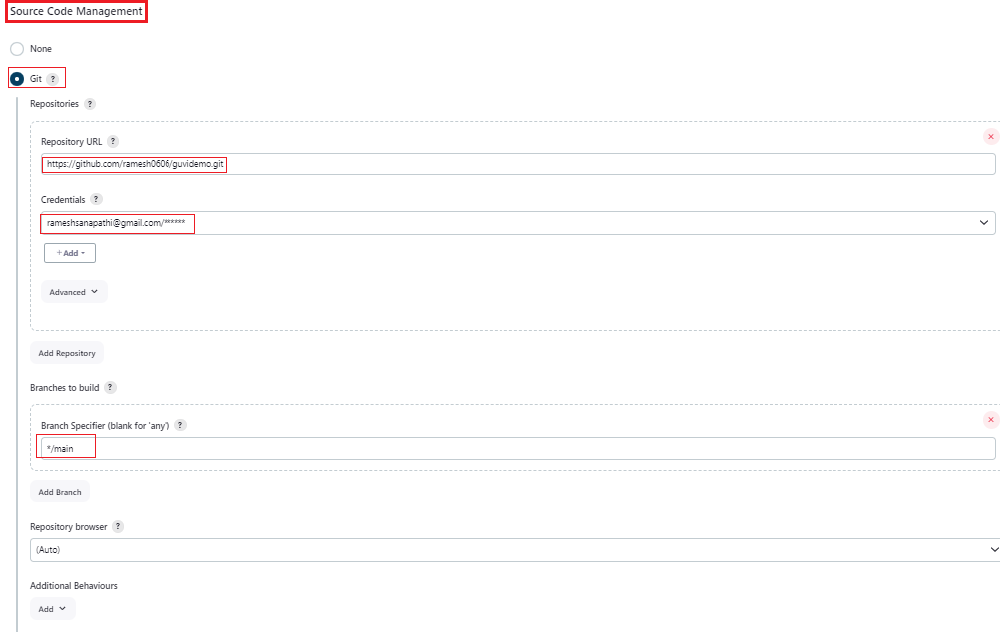 Source Code Management
None
Git ?
Repositories ?
Repository URL ?
https://github.com/ramesh0606/guvidemo.git
Credentials ?
rameshsanapathi@gmail.com/******
+Add
Advanced
Add Repository
Branches to build ?
Branch Specifier (blank for 'any') ?
*/main
Add Branch
Repository browser ?
(Auto)
Additional Behaviours
Add